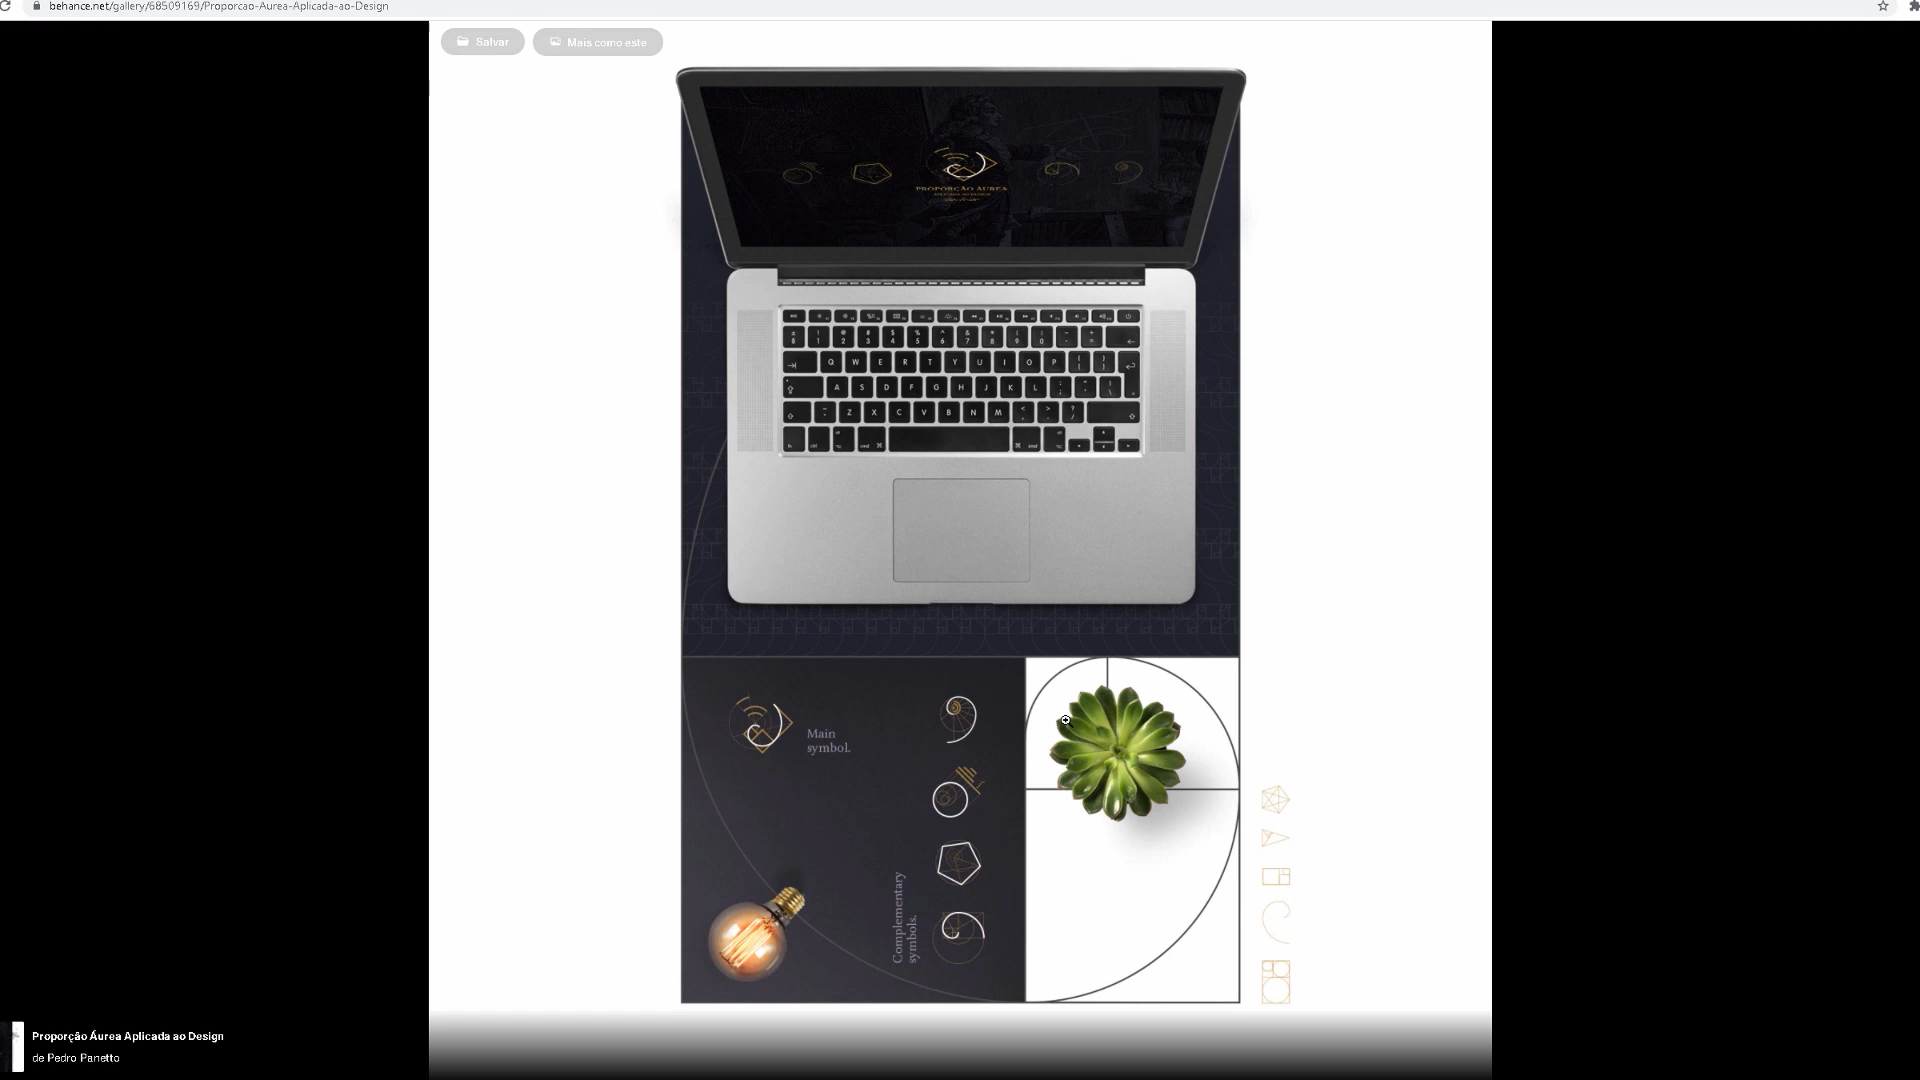 behance.net/gallery/68509169/Proporcao-Aurea-Aplicada-ao-Design
Salvar
Mais como este
PROPORÇÃO ÁUREA
Q W E R T Y U I O P
A S D F G H J K L
Z X C V B N M
Main
symbol.
Complementary
symbols.
Proporção Áurea Aplicada ao Design
de Pedro Panetto